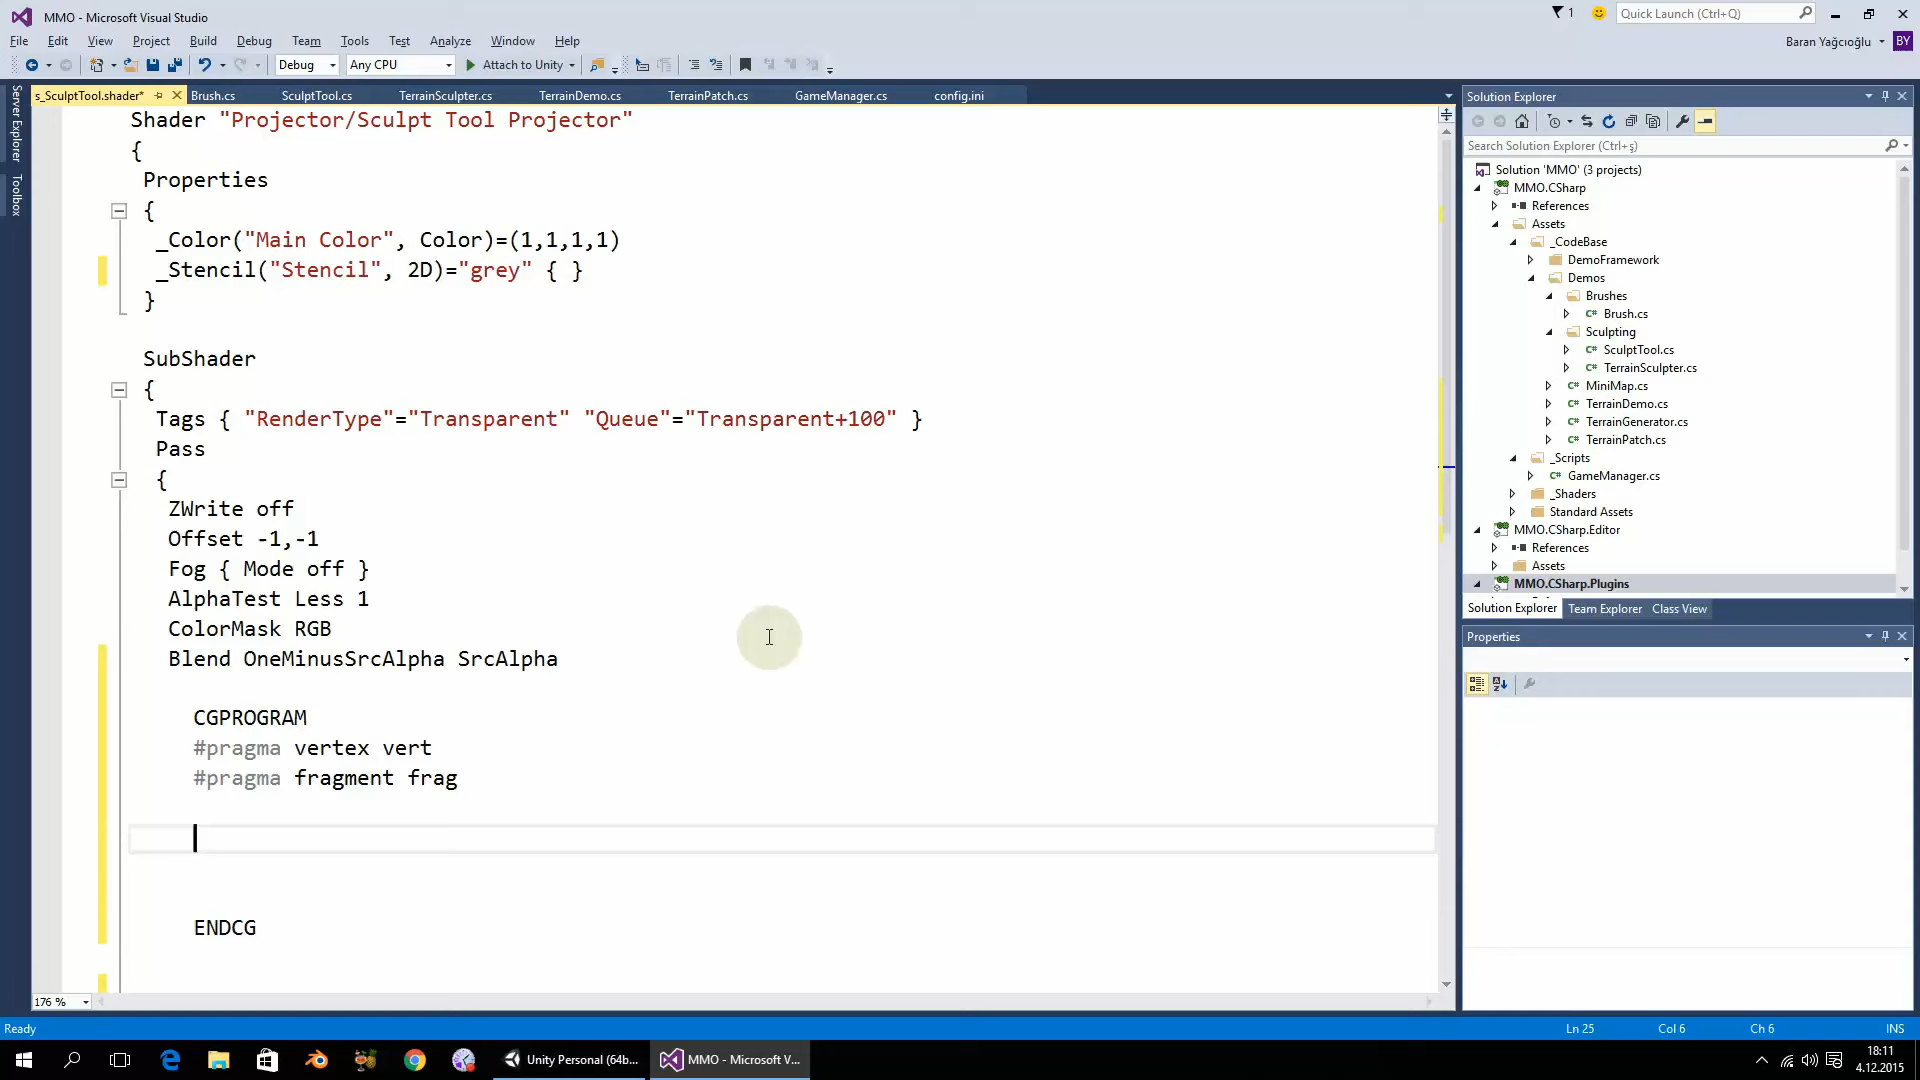 MMO - Microsoft Visual Studio
1
Quick Launch (Ctrl+Q)
File Edit View Project Build Debug Team Tools Test Analyze Window Help
Baran Yağcıoğlu BY
Debug Any CPU Attach to Unity
Server Explorer
Toolbox
s_SculptTool.shader* Brush.cs SculptTool.cs TerrainSculpter.cs TerrainDemo.cs TerrainPatch.cs GameManager.cs config.ini
Shader "Projector/Sculpt Tool Projector"
{
Properties
{
_Color("Main Color", Color)=(1,1,1,1)
_Stencil("Stencil", 2D)="grey" { }
}
SubShader
{
Tags { "RenderType"="Transparent" "Queue"="Transparent+100" }
Pass
{
ZWrite off
Offset -1,-1
Fog { Mode off }
AlphaTest Less 1
ColorMask RGB
Blend OneMinusSrcAlpha SrcAlpha
CGPROGRAM
#pragma vertex vert
#pragma fragment frag
ENDCG
176 %
Solution Explorer
Search Solution Explorer (Ctrl+ş)
Solution 'MMO' (3 projects)
MMO.CSharp
References
Assets
_CodeBase
DemoFramework
Demos
Brushes
C# Brush.cs
Sculpting
C# SculptTool.cs
C# TerrainSculpter.cs
C# MiniMap.cs
C# TerrainDemo.cs
C# TerrainGenerator.cs
C# TerrainPatch.cs
_Scripts
C# GameManager.cs
_Shaders
Standard Assets
MMO.CSharp.Editor
References
Assets
MMO.CSharp.Plugins
Solution Explorer Team Explorer Class View
Properties
Ready Ln 25 Col 6 Ch 6 INS
Unity Personal (64b... MMO - Microsoft V...
18:11
4.12.2015